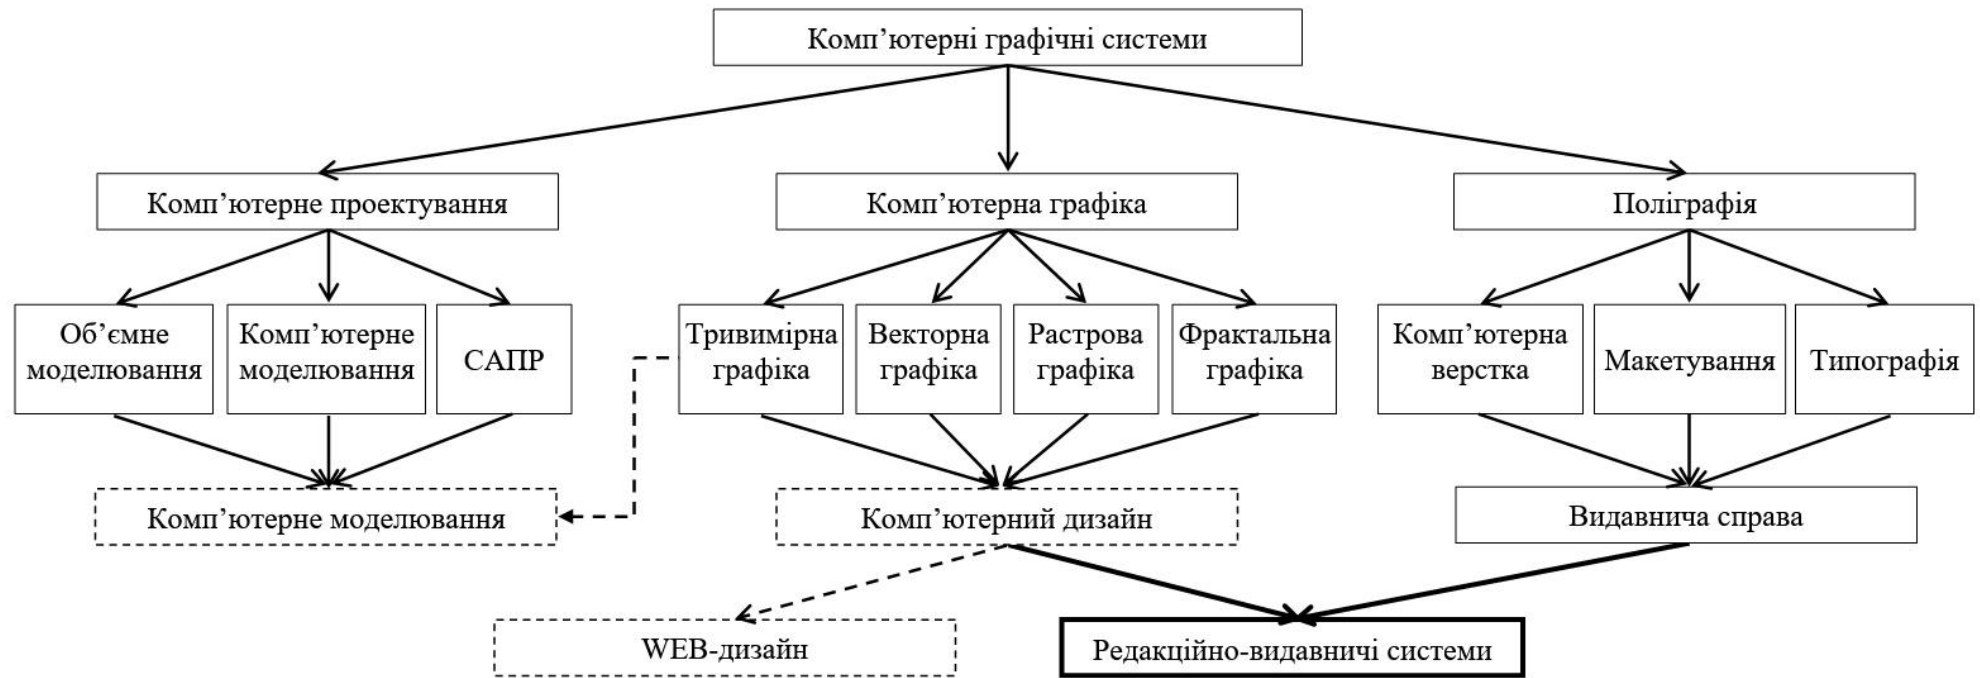 Комп’ютерні графічні системи
Комп’ютерне проектування
Комп’ютерна графіка
Поліграфія
Об’ємне
моделювання
Комп’ютерне
моделювання
САПР
Тривимірна
графіка
Векторна
графіка
Растрова
графіка
Фрактальна
графіка
Комп’ютерна
верстка
Макетування
Типографія
Комп’ютерне моделювання
Комп’ютерний дизайн
Видавнича справа
WEB-дизайн
Редакційно-видавничі системи